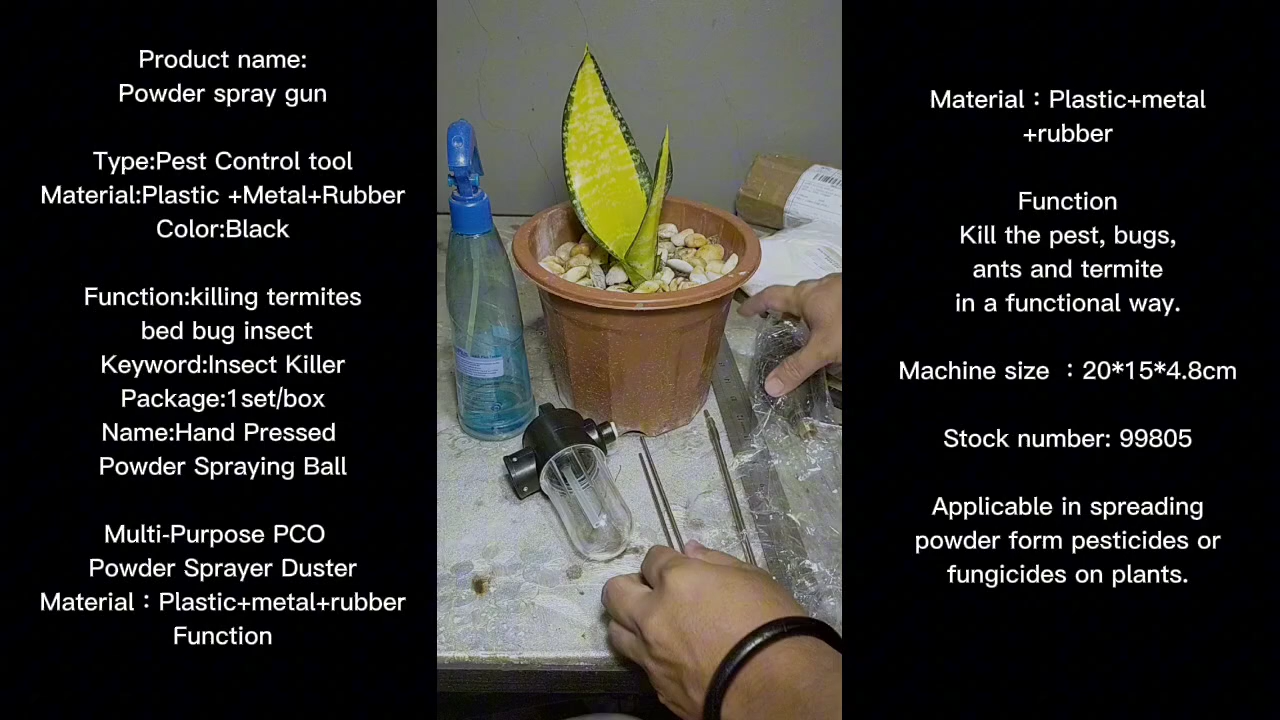 Product name:
Powder spray gun
Type:Pest Control tool
Material:Plastic +Metal+Rubber
Color:Black
Function:killing termites
bed bug insect
Keyword:Insect Killer
Package:1set/box
Name:Hand Pressed
Powder Spraying Ball
Multi-Purpose PCO
Powder Sprayer Duster
Material：Plastic+metal+rubber
Function
Material：Plastic+metal
+rubber
Function
Kill the pest, bugs,
ants and termite
in a functional way.
Machine size ：20*15*4.8cm
Stock number: 99805
Applicable in spreading
powder form pesticides or
fungicides on plants.